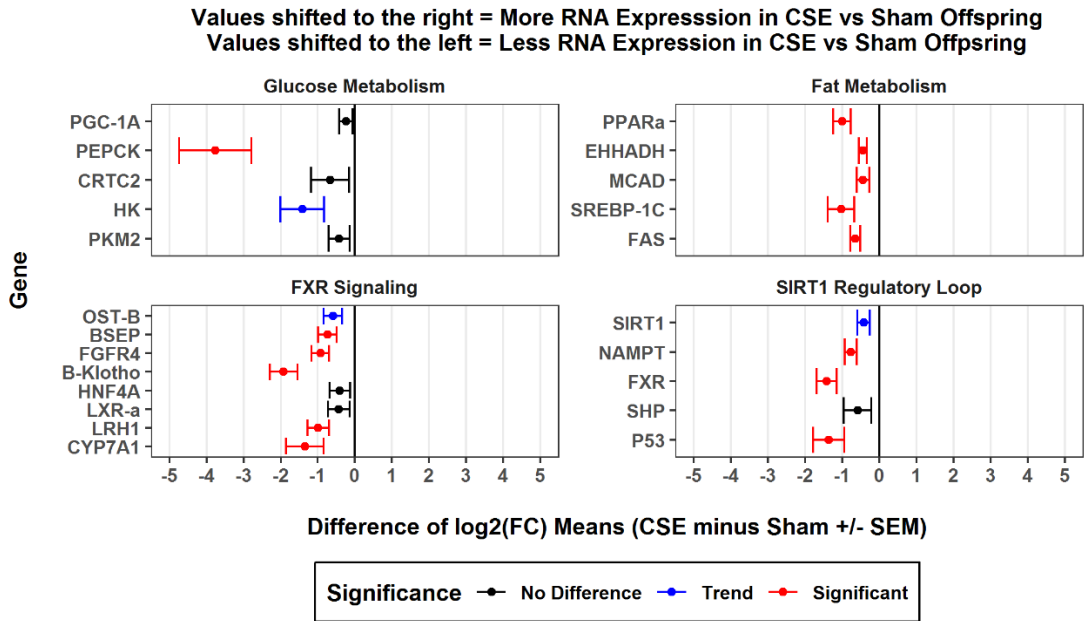 Values shifted to the right = More RNA Expresssion in CSE vs Sham Offspring
Values shifted to the left = Less RNA Expression in CSE vs Sham Offpsring
Glucose Metabolism
PGC-1A
PEPCK
CRTC2
HK
PKM2
Fat Metabolism
PPARa
EHHADH
MCAD
SREBP-1C
FAS
Gene
FXR Signaling
OST-B
BSEP
FGFR4
B-Klotho
HNF4A
LXR-a
LRH1
CYP7A1
-5 -4 -3 -2 -1 0 1 2 3 4 5
SIRT1 Regulatory Loop
SIRT1
NAMPT
FXR
SHP
P53
-5 -4 -3 -2 -1 0 1 2 3 4 5
Difference of log2(FC) Means (CSE minus Sham +/- SEM)
Significance No Difference Trend Significant